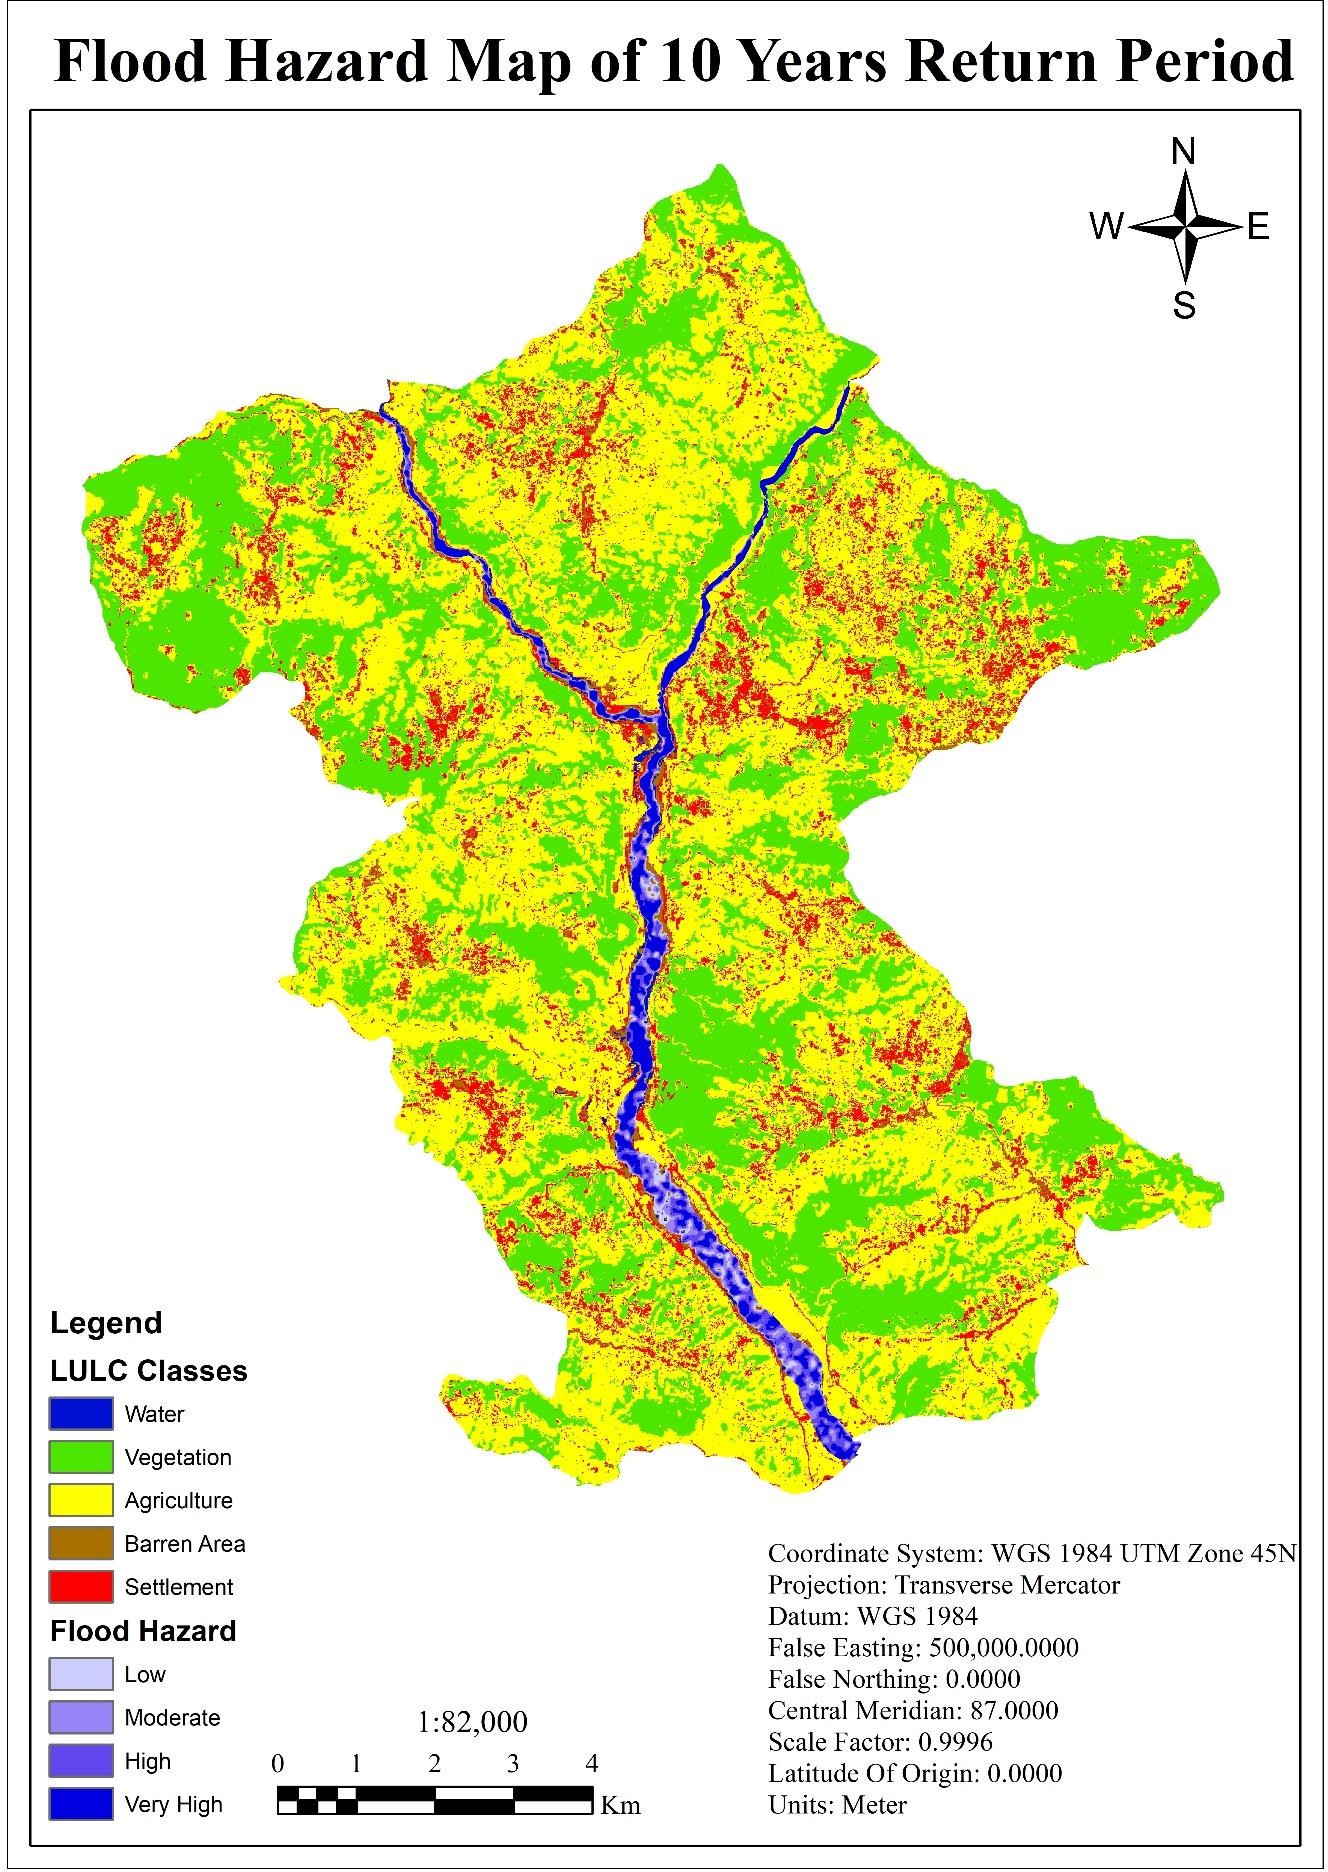 Flood Hazard Map of 10 Years Return Period
N
W E
S
Legend
LULC Classes
Water
Vegetation
Agriculture
Barren Area
Settlement
Flood Hazard
Low
Moderate
High
Very High
1:82,000
0 1 2 3 4
Km
Coordinate System: WGS 1984 UTM Zone 45N
Projection: Transverse Mercator
Datum: WGS 1984
False Easting: 500,000.0000
False Northing: 0.0000
Central Meridian: 87.0000
Scale Factor: 0.9996
Latitude Of Origin: 0.0000
Units: Meter